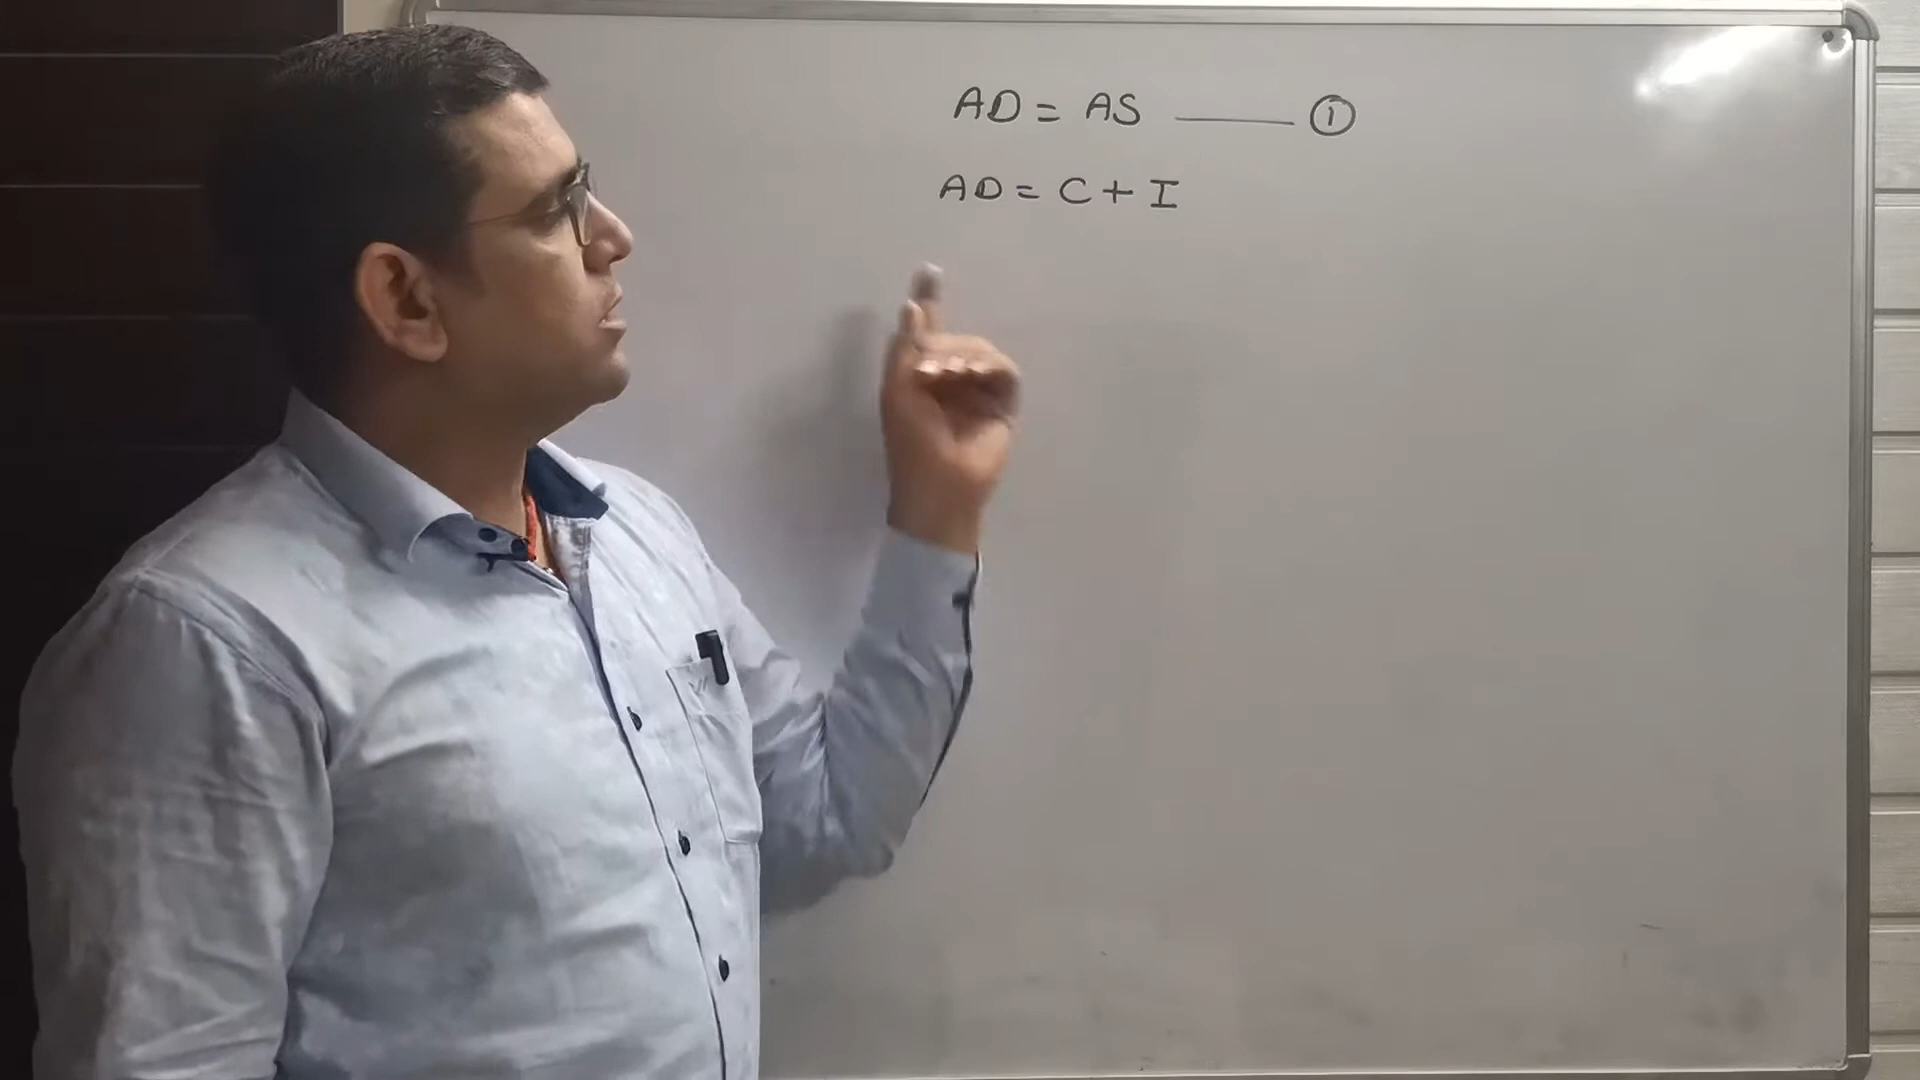 AD = AS —— ①
AD = C + I